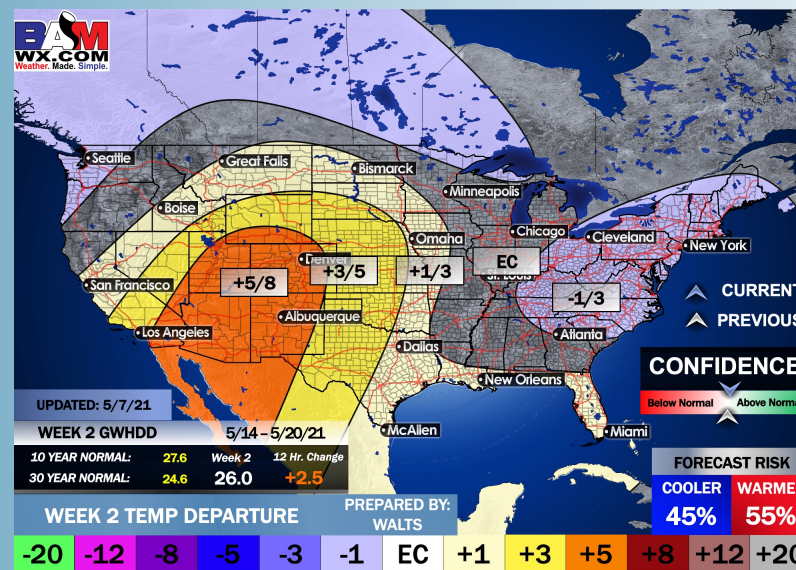 BAM
WX.COM
Weather. Made. Simple.
Seattle
Great Falls
Bismarck
Minneapolis
Boise
Chicago
Cleveland
New York
Omaha
Denver
EC
St. Louis
+5/8
+3/5
+1/3
-1/3
San Francisco
CURRENT
Albuquerque
PREVIOUS
Los Angeles
Atlanta
Dallas
New Orleans
CONFIDENCE
Below Normal
Above Norma
McAllen
Miami
UPDATED: 5/7/21
WEEK 2 GWHDD 5/14 – 5/20/21
10 YEAR NORMAL: 27.6 Week 2 12 Hr. Change
30 YEAR NORMAL: 24.6 26.0 +2.5
FORECAST RISK
COOLER WARME
45% 55%
WEEK 2 TEMP DEPARTURE
PREPARED BY:
WALTS
-20 -12 -8 -5 -3 -1 EC +1 +3 +5 +8 +12 +20